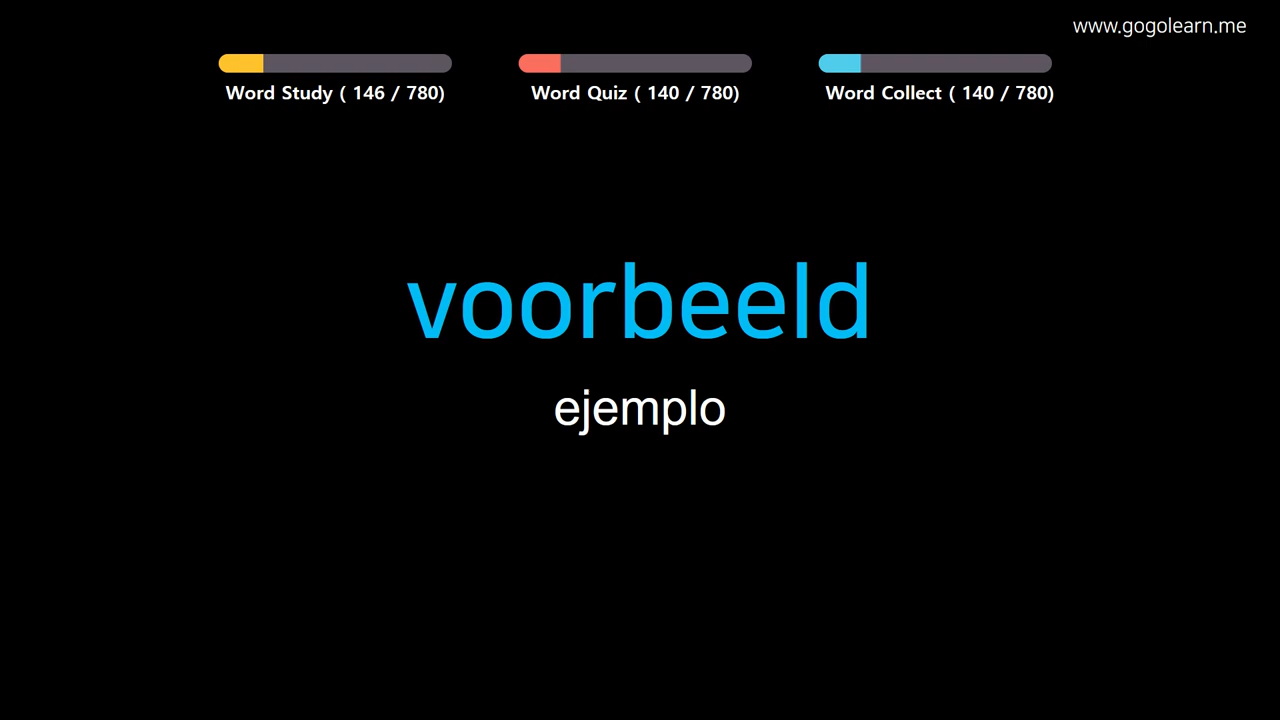 www.gogolearn.me
Word Study ( 146 / 780)
Word Quiz ( 140 / 780)
Word Collect ( 140 / 780)
voorbeeld
ejemplo